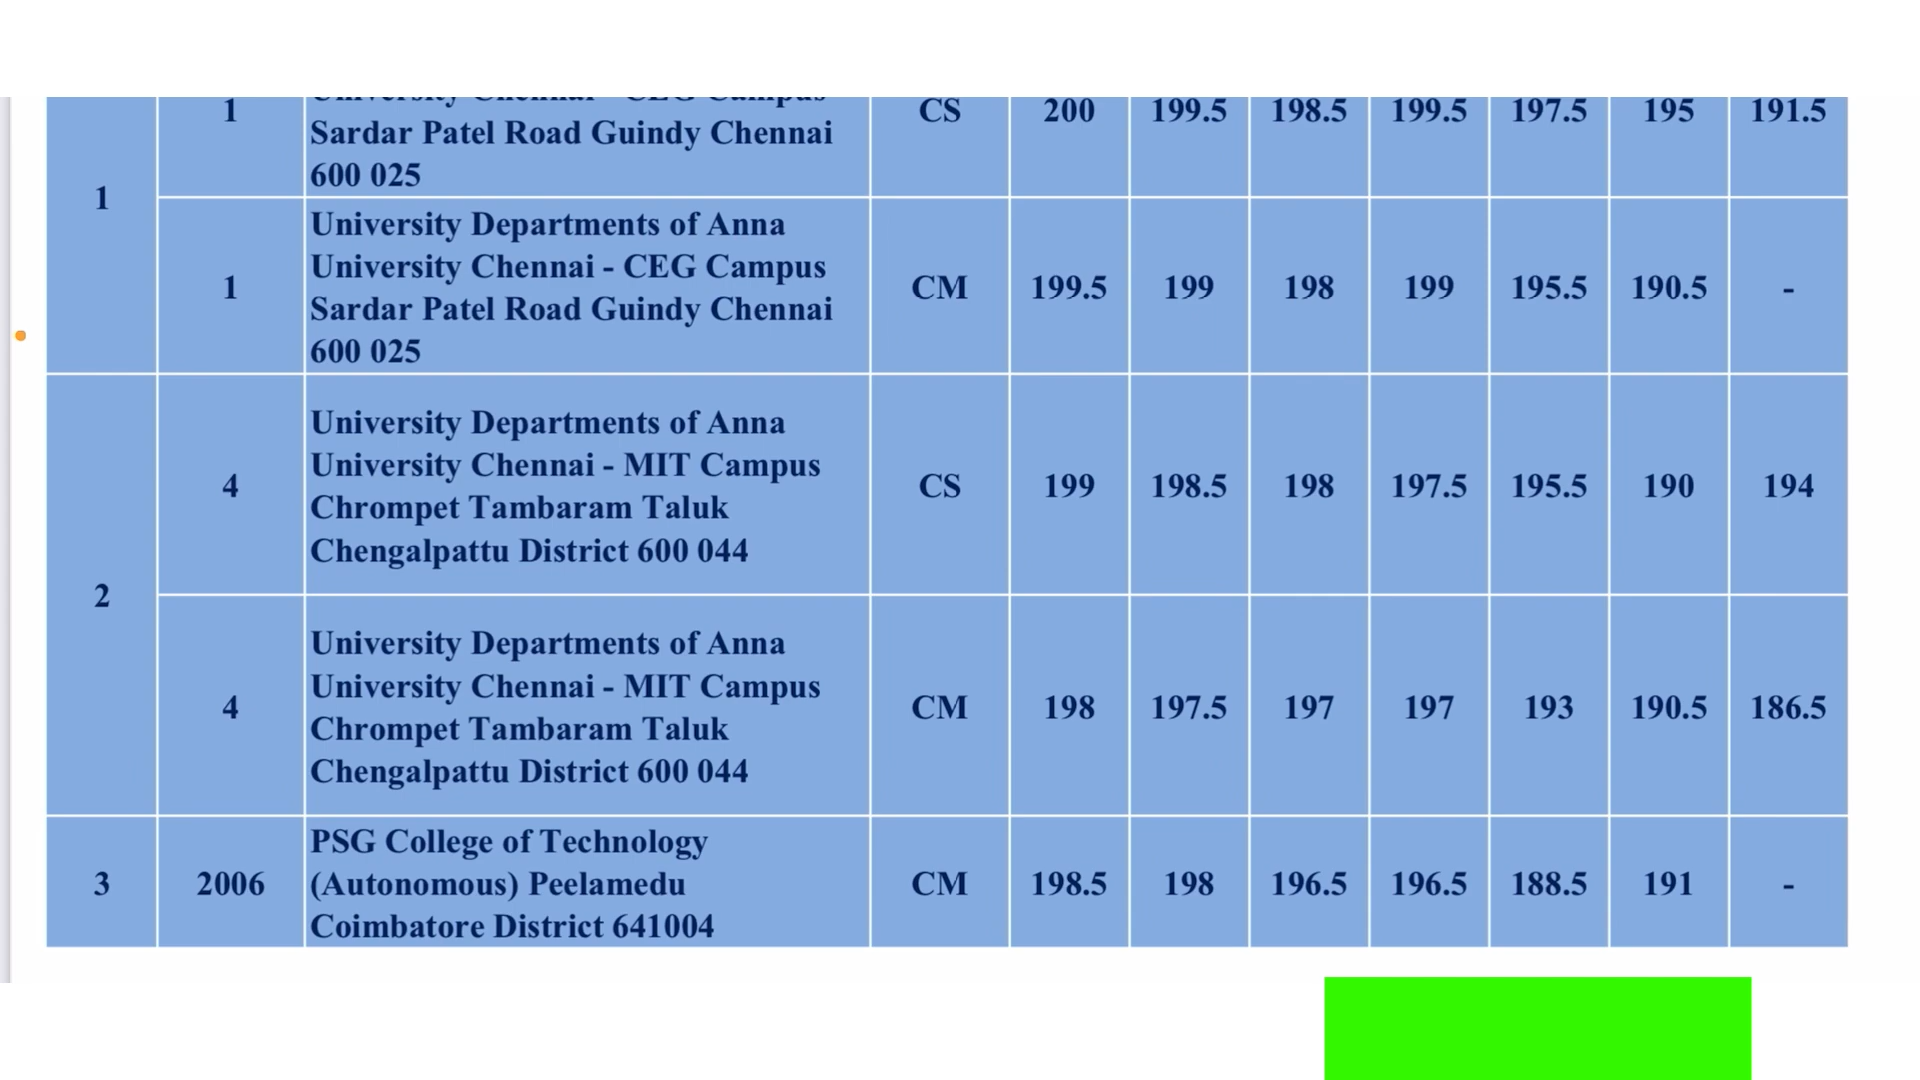 1
1
University Chennai - CEG Campus
Sardar Patel Road Guindy Chennai
600 025
CS
200
199.5
198.5
199.5
197.5
195
191.5
1
University Departments of Anna
University Chennai - CEG Campus
Sardar Patel Road Guindy Chennai
600 025
CM
199.5
199
198
199
195.5
190.5
-
2
4
University Departments of Anna
University Chennai - MIT Campus
Chrompet Tambaram Taluk
Chengalpattu District 600 044
CS
199
198.5
198
197.5
195.5
190
194
4
University Departments of Anna
University Chennai - MIT Campus
Chrompet Tambaram Taluk
Chengalpattu District 600 044
CM
198
197.5
197
197
193
190.5
186.5
3
2006
PSG College of Technology
(Autonomous) Peelamedu
Coimbatore District 641004
CM
198.5
198
196.5
196.5
188.5
191
-